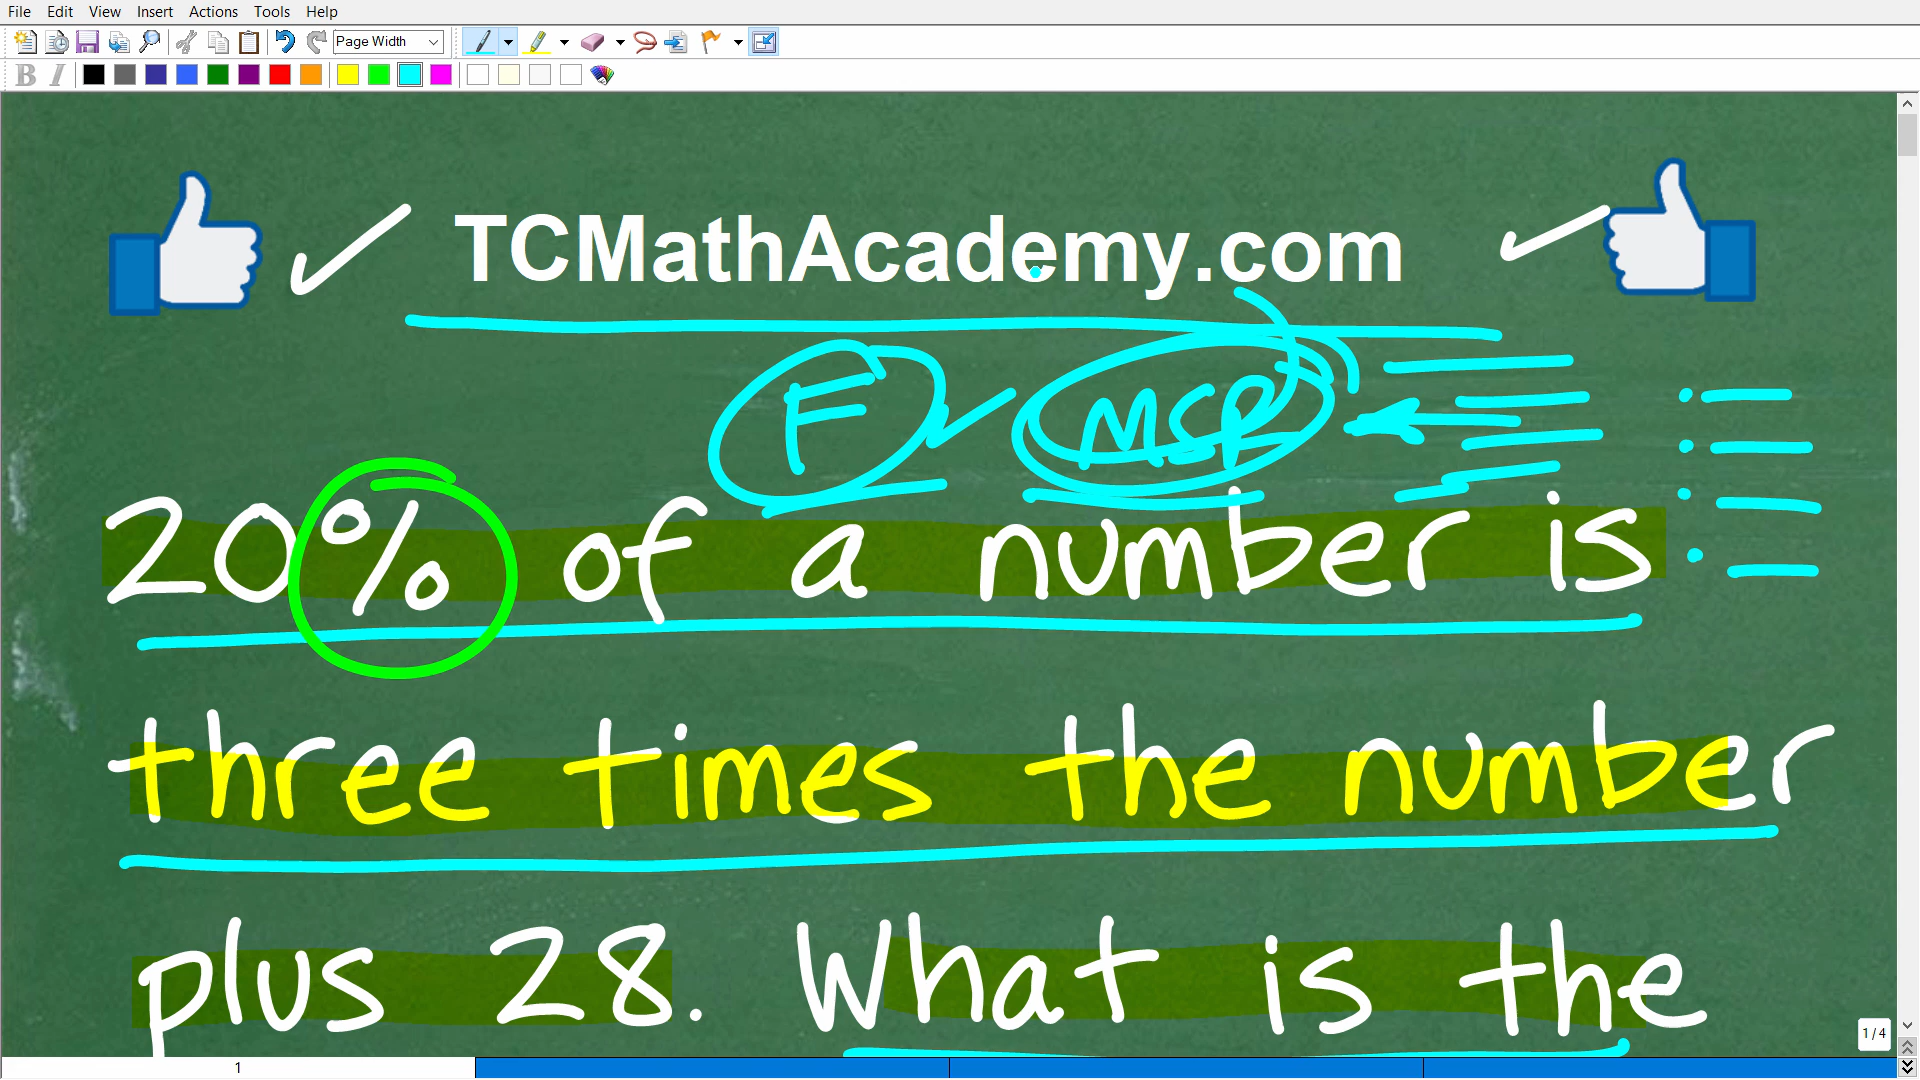 File Edit View Insert Actions Tools Help
Page Width
B I
TCMathAcademy.com
F MSP
20% of a number is
three times the number
plus 28. What is the
1 / 4
1